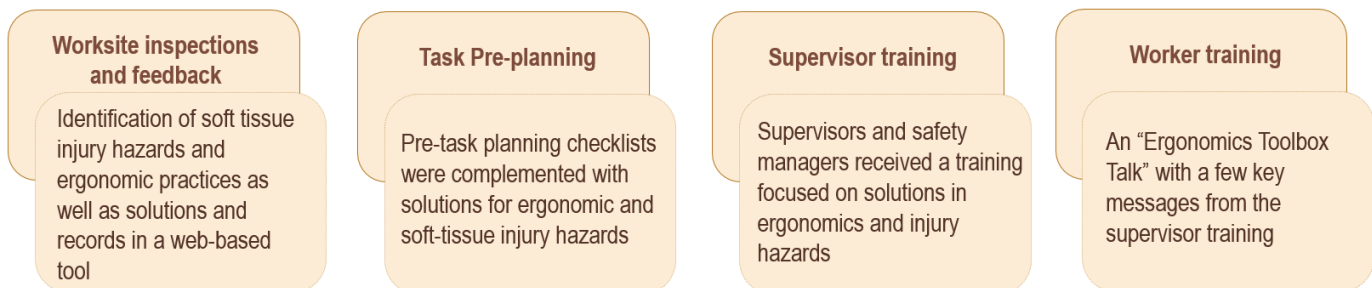 Worksite inspections
and feedback
Identification of soft tissue
injury hazards and
ergonomic practices as
well as solutions and
records in a web-based
tool
Task Pre-planning
Pre-task planning checklists
were complemented with
solutions for ergonomic and
soft-tissue injury hazards
Supervisor training
Supervisors and safety
managers received a training
focused on solutions in
ergonomics and injury
hazards
Worker training
An “Ergonomics Toolbox
Talk” with a few key
messages from the
supervisor training